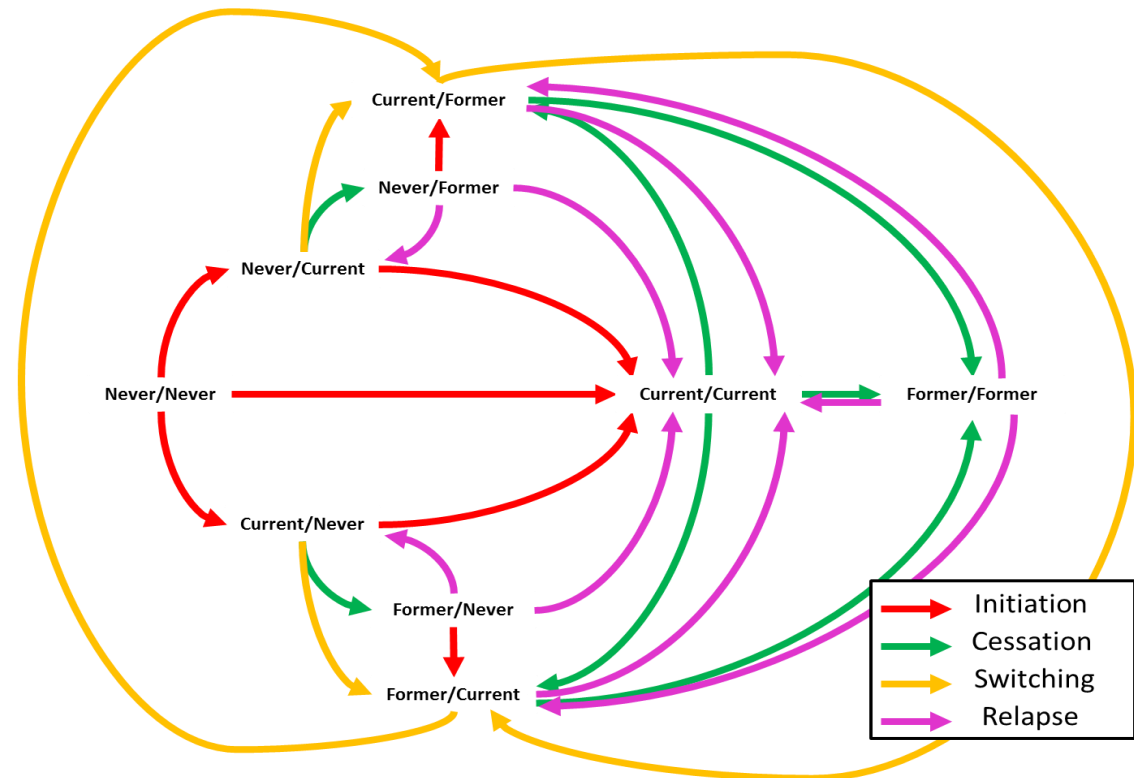 Current/Former
Never/Former
Never/Current
Never/Never
Current/Current
Former/Former
Current/Never
Former/Never
Former/Current
Initiation
Cessation
Switching
Relapse